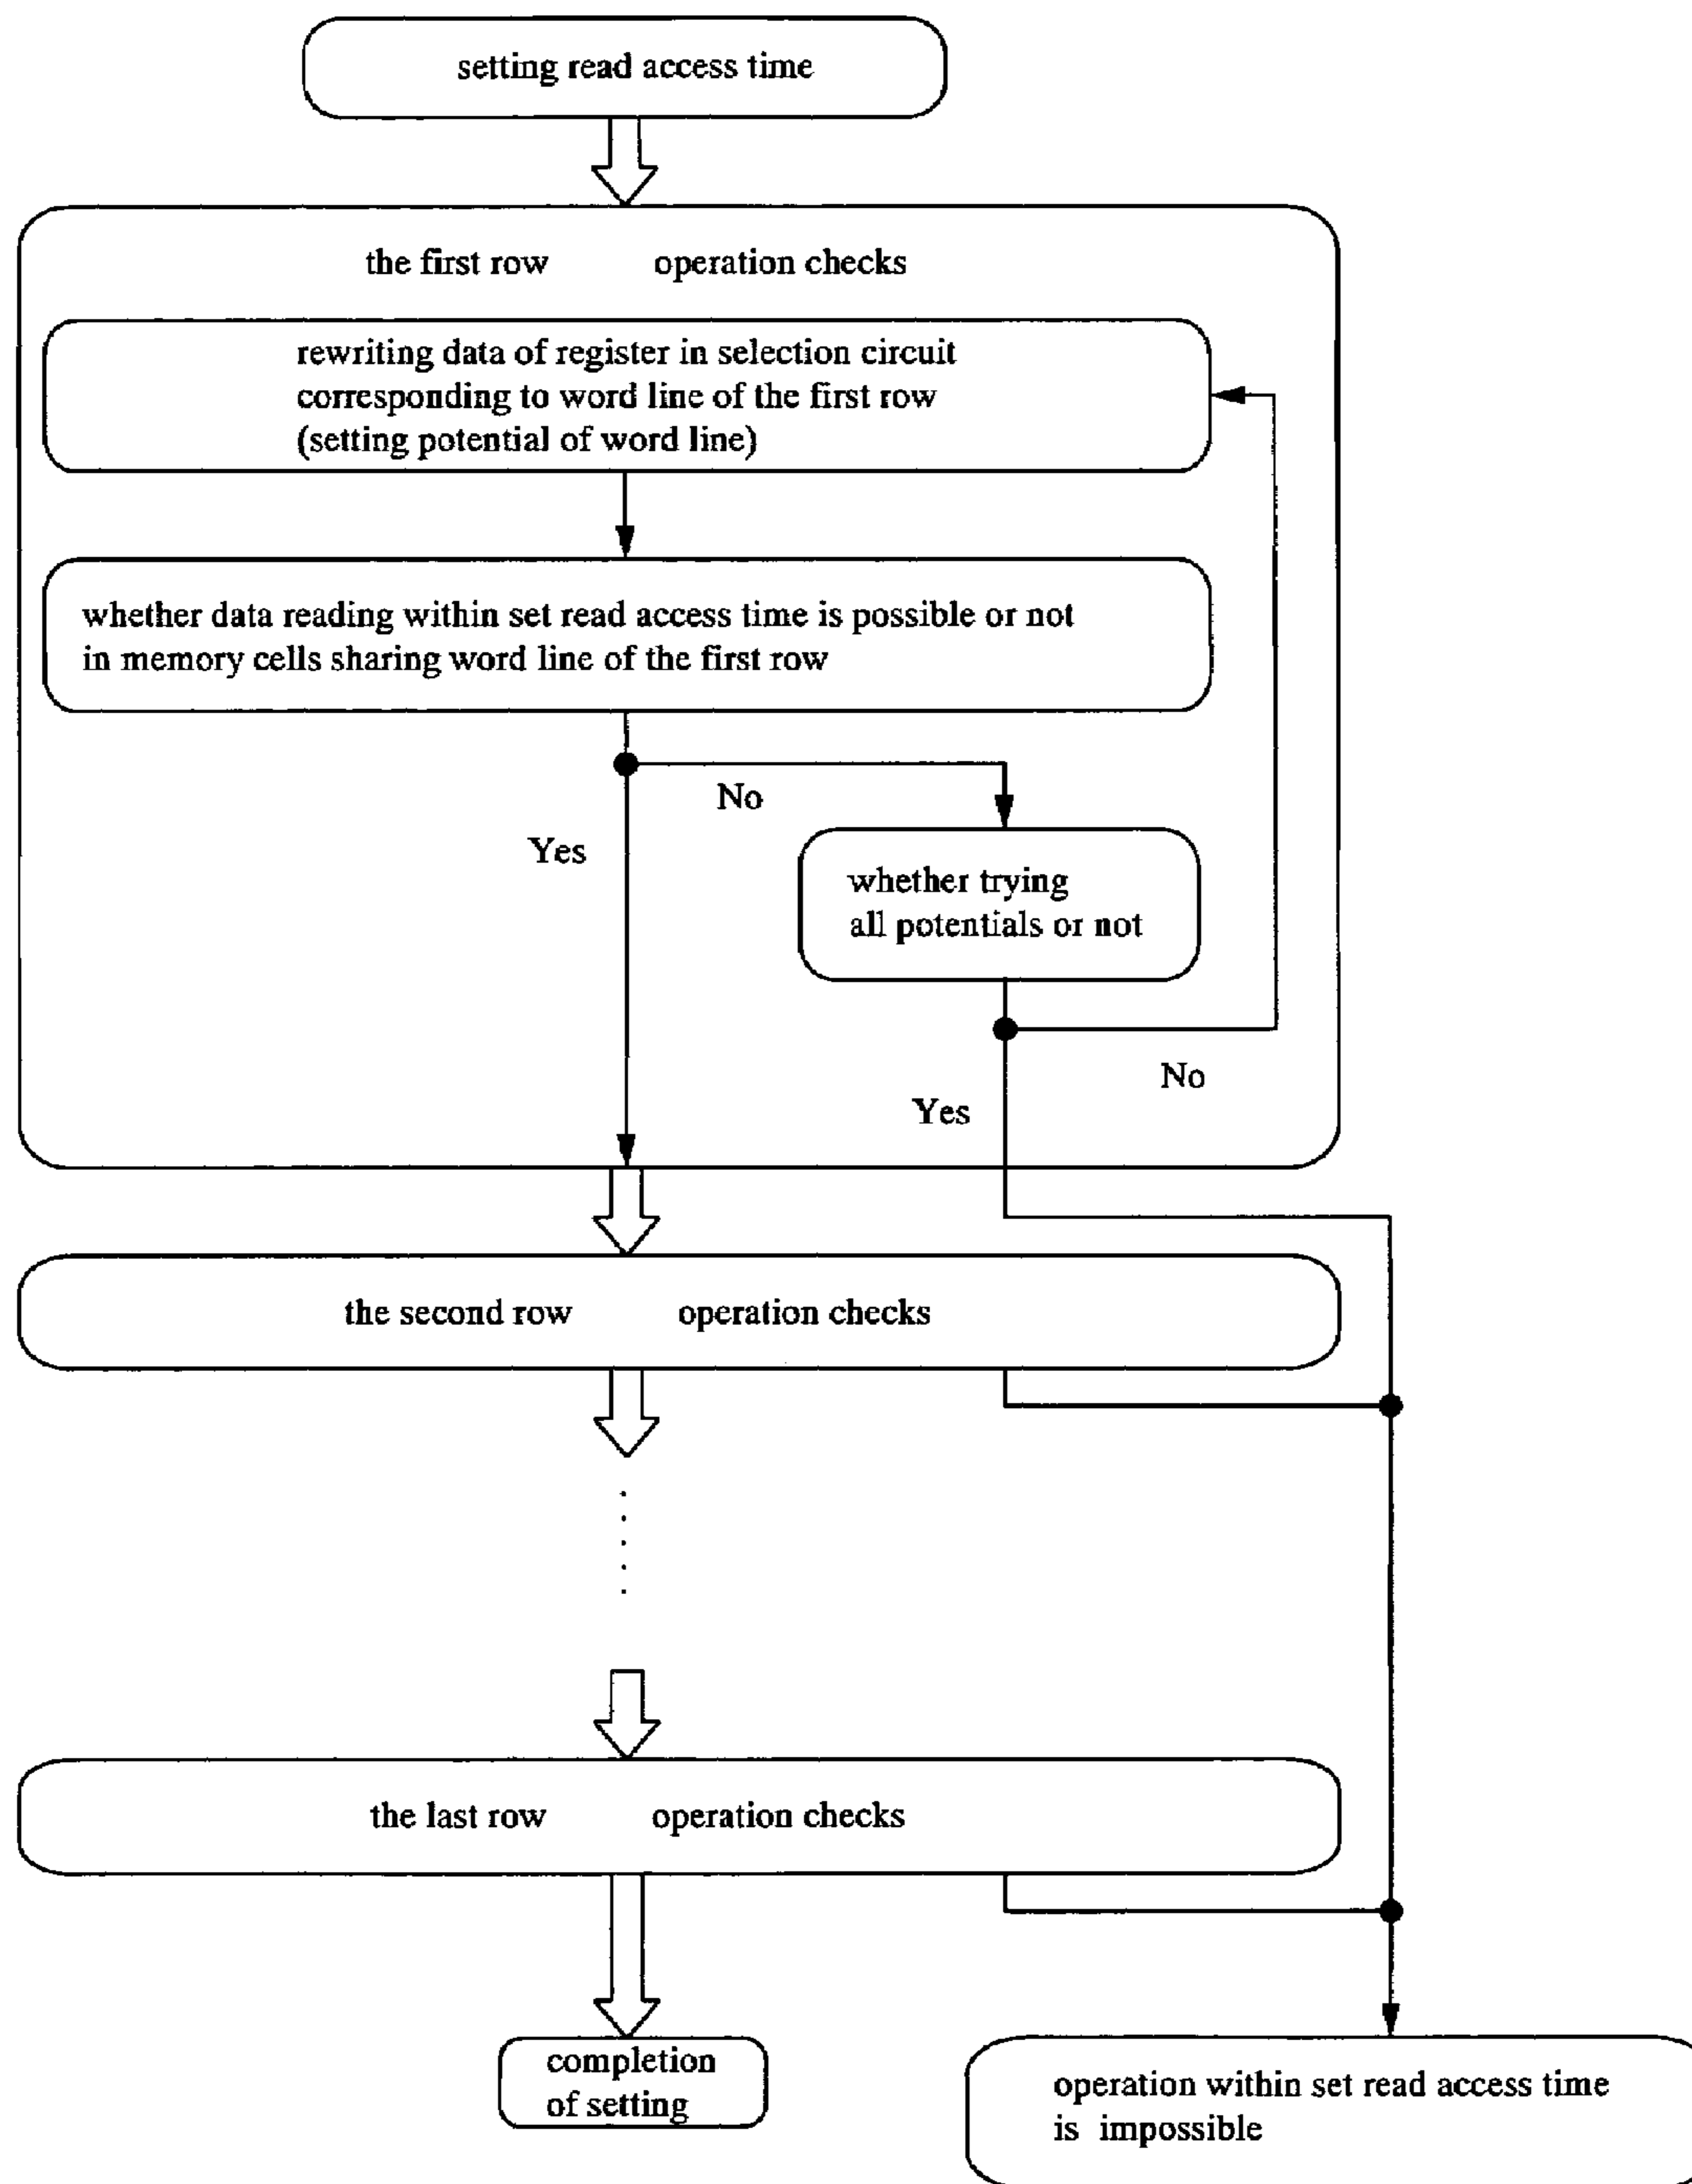 setting read access time
the first row operation checks
rewriting data of register in selection circuit
corresponding to word line of the first row
(setting potential of word line)
whether data reading within set read access time is possible or not
in memory cells sharing word line of the first row
No
Yes
whether trying
all potentials or not
No
Yes
the second row operation checks
the last row operation checks
completion
of setting
operation within set read access time
is impossible